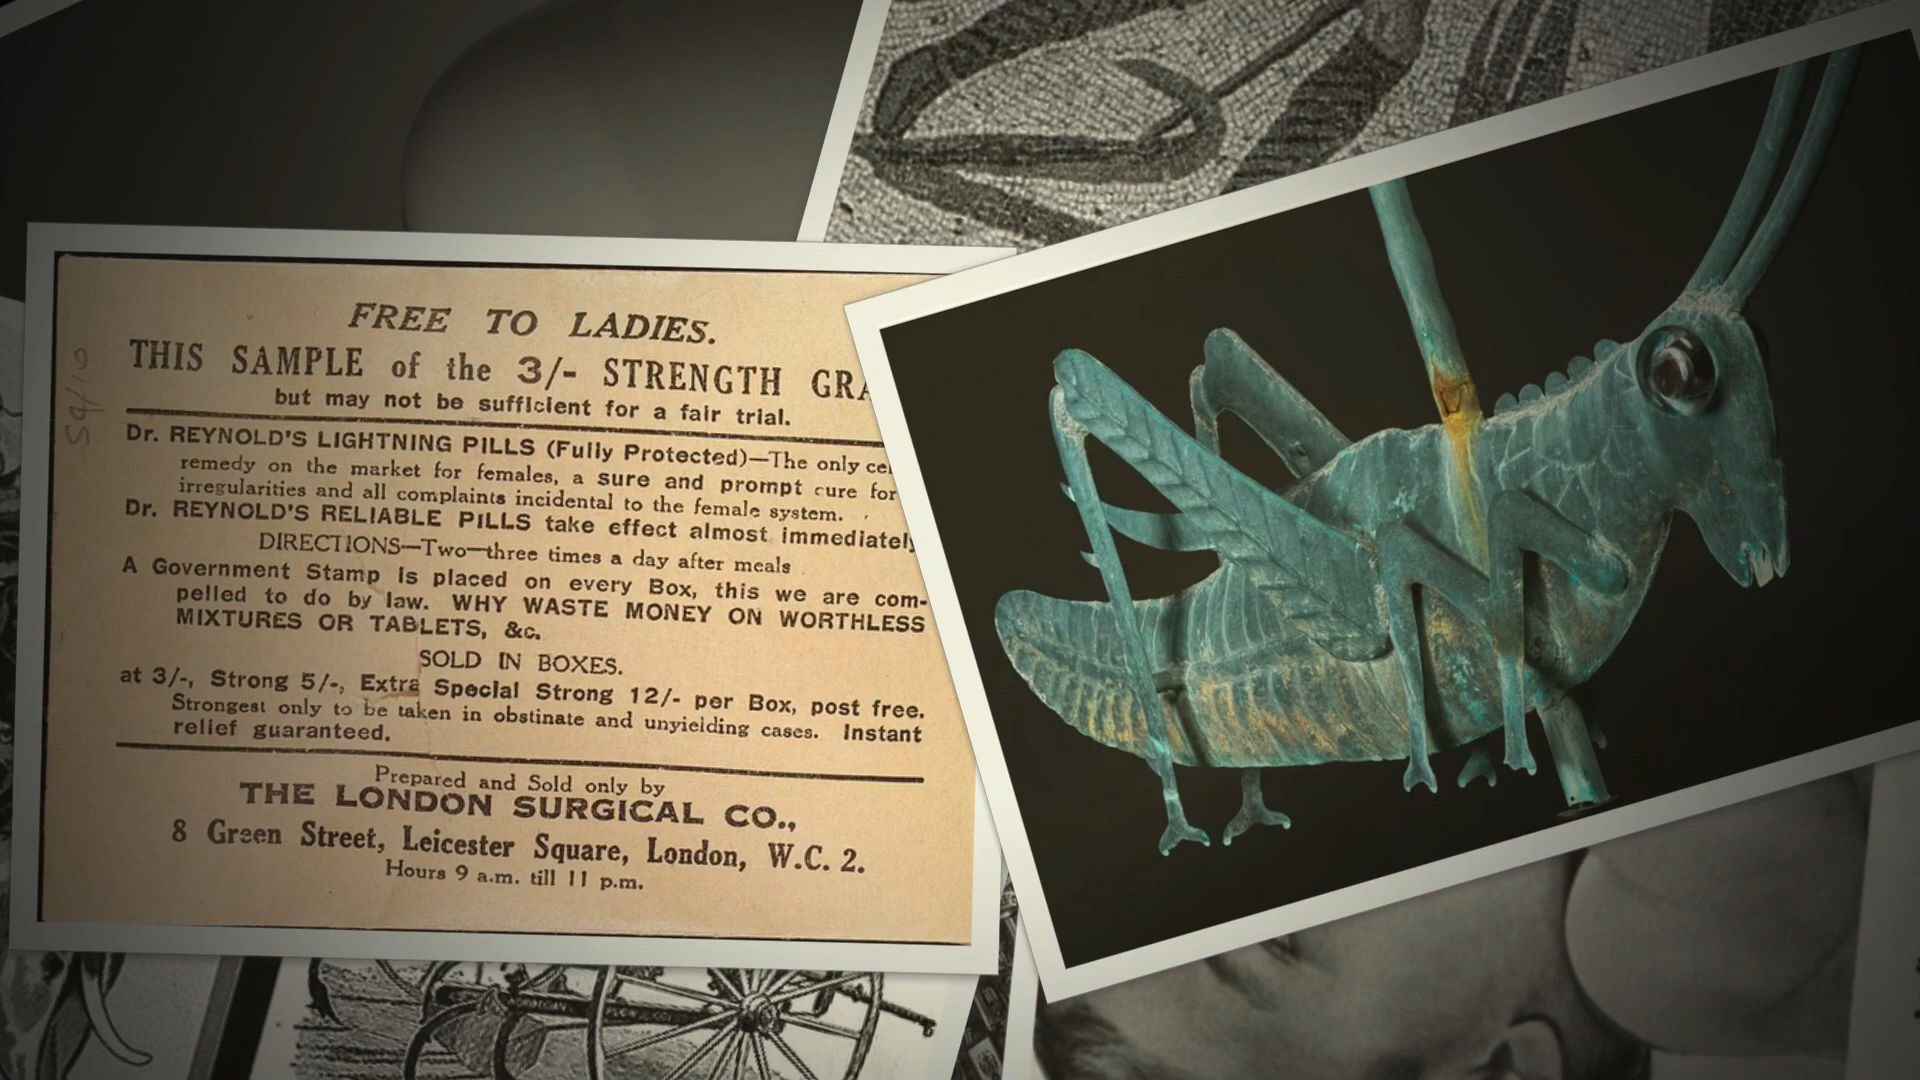 FREE TO LADIES.
THIS SAMPLE of the 3/- STRENGTH
but may not be sufficient for a fair trial.
Dr. REYNOLD'S LIGHTNING PILLS (Fully Protected)—The only
remedy on the market for females, a sure and prompt cure for
irregularities and all complaints incidental to the female system.
Dr. REYNOLD'S RELIABLE PILLS take effect almost immediately
DIRECTIONS—Two—three times a day after meals
A Government Stamp is placed on every Box, this we are com-
pelled to do by law. WHY WASTE MONEY ON WORTHLESS
MIXTURES OR TABLETS, &c.
SOLD IN BOXES.
at 3/-, Strong 5/-, Extra Special Strong 12/- per Box, post free.
Strongest only to be taken in obstinate and unyielding cases. Instant
relief guaranteed.
Prepared and Sold only by
THE LONDON SURGICAL CO.,
8 Green Street, Leicester Square, London, W.C. 2.
Hours 9 a.m. till 11 p.m.